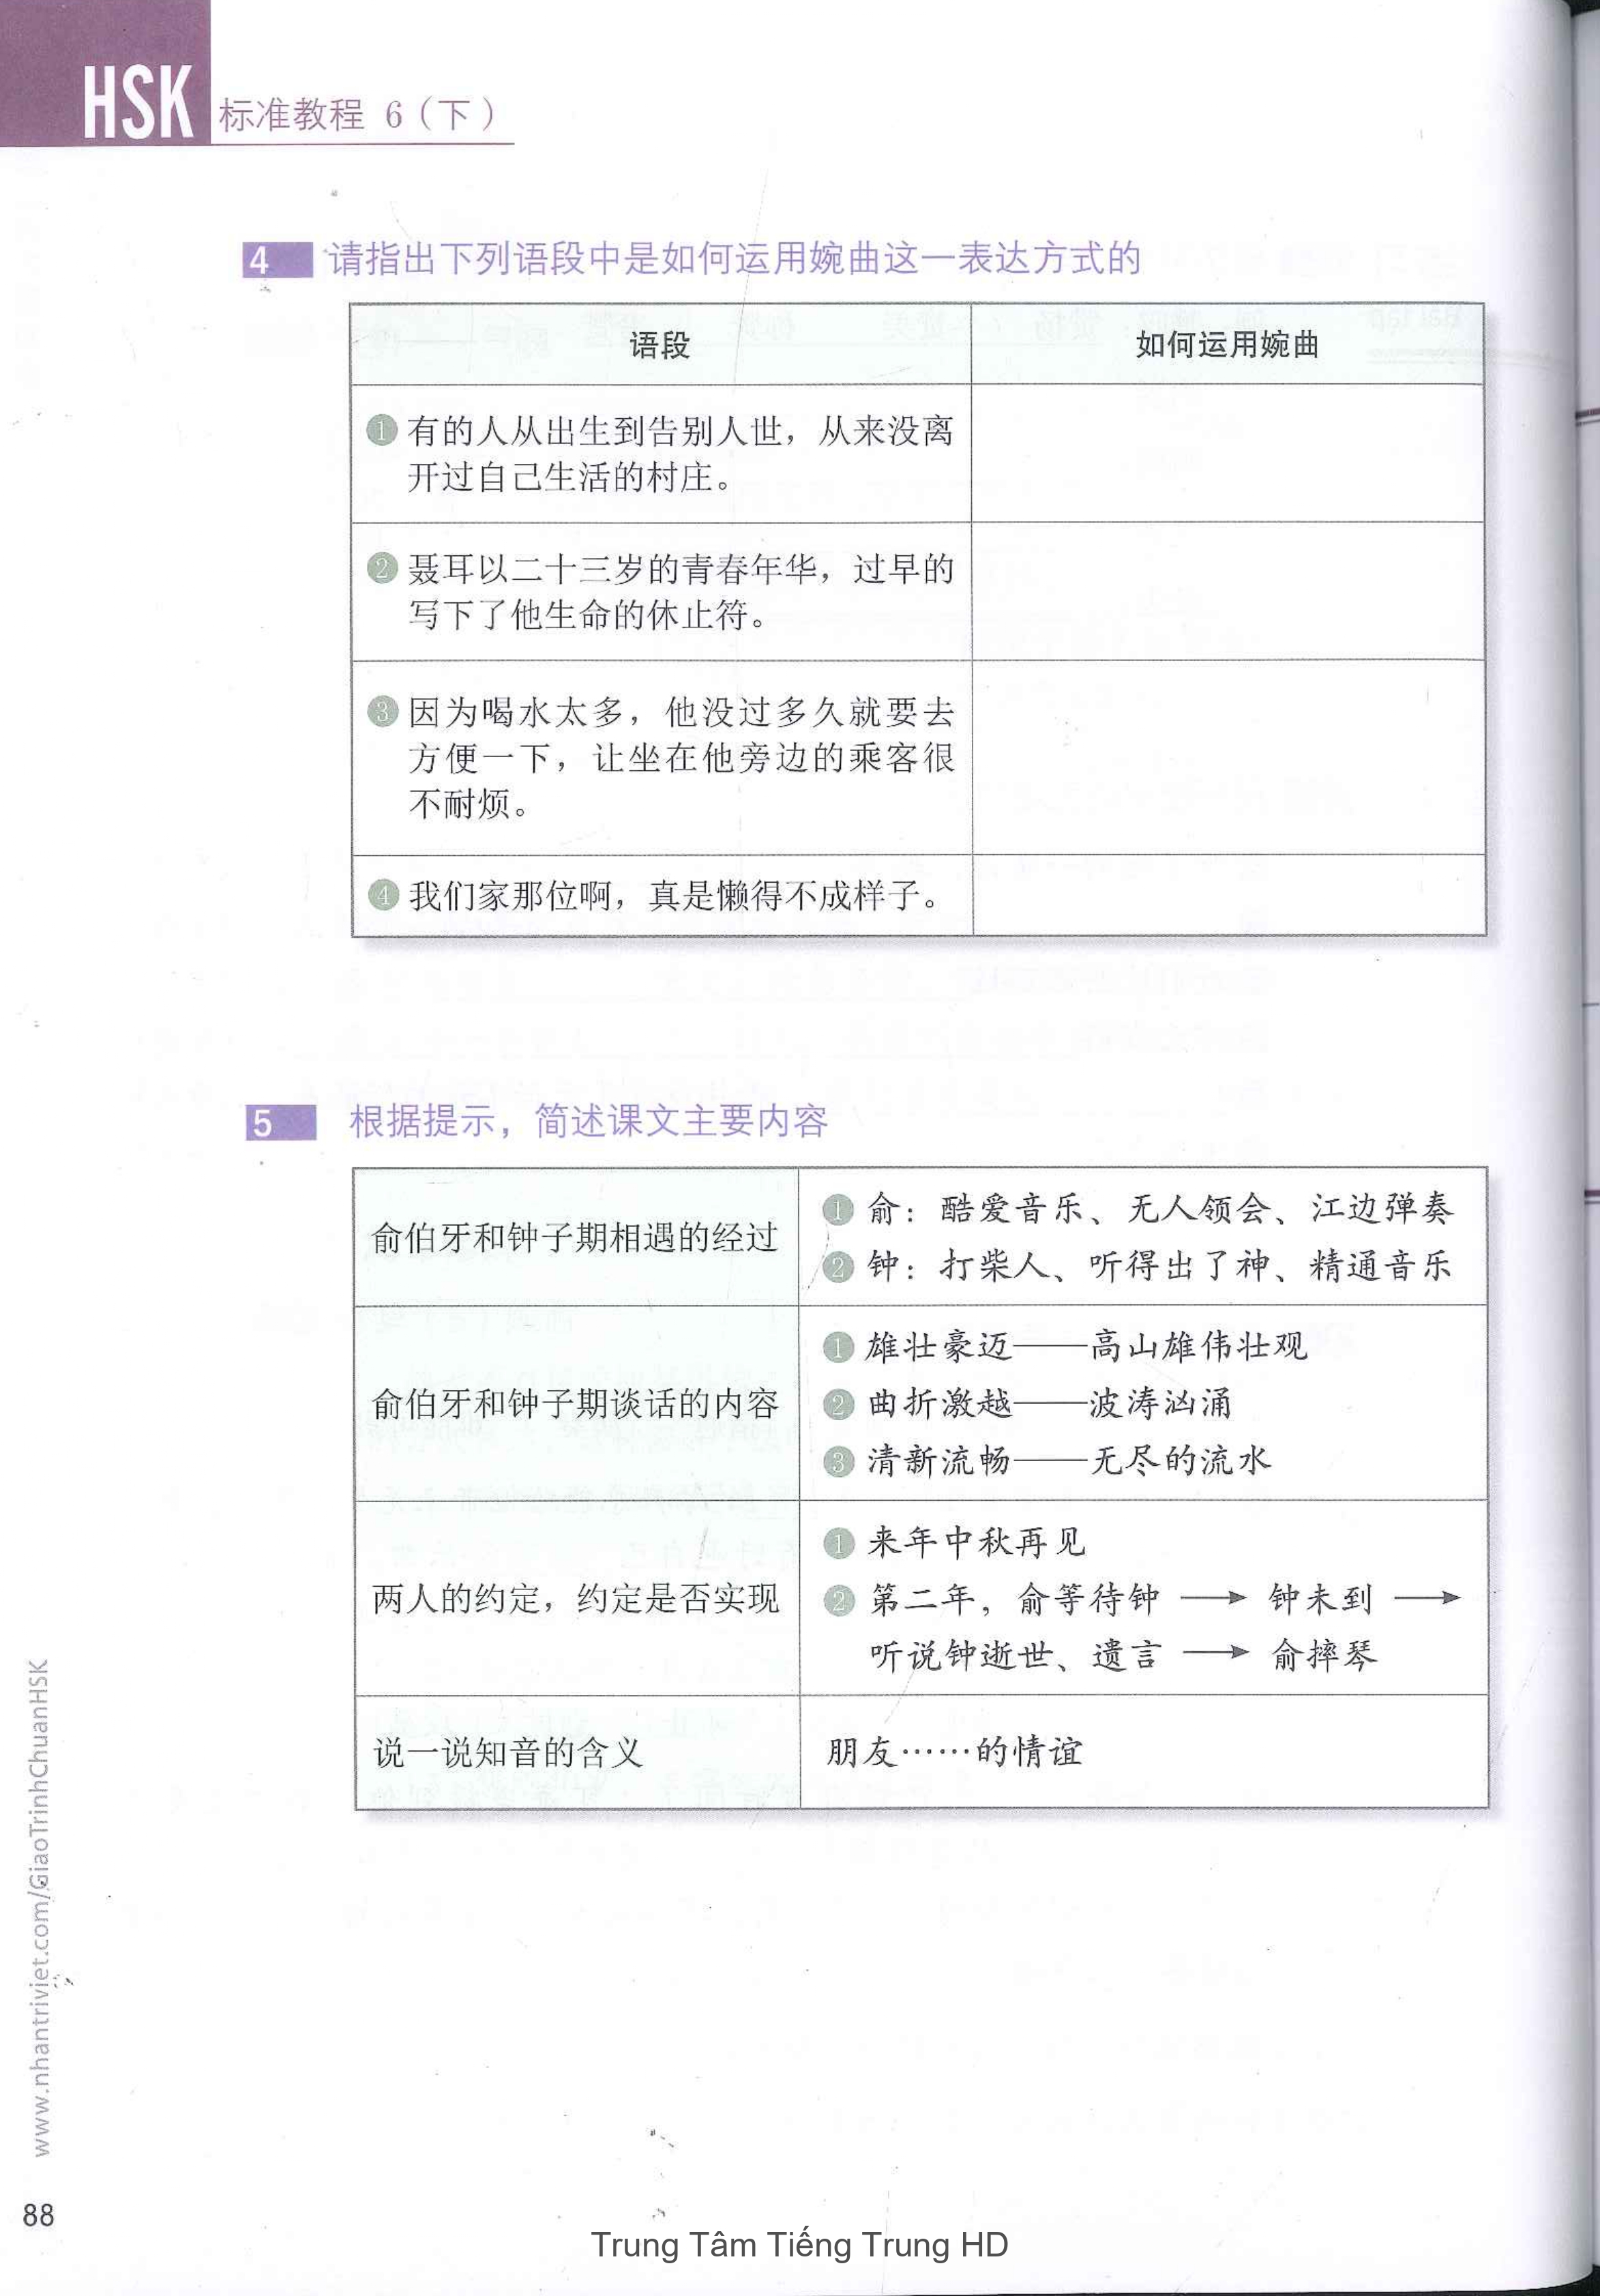 HSK 标准教程 6（下）
4 请指出下列语段中是如何运用婉曲这一表达方式的
语段 如何运用婉曲
1 有的人从出生到告别人世，从来没离
开过自己生活的村庄。
2 聂耳以二十三岁的青春年华，过早的
写下了他生命的休止符。
3 因为喝水太多，他没过多久就要去
方便一下，让坐在他旁边的乘客很
不耐烦。
4 我们家那位啊，真是懒得不成样子。
5 根据提示，简述课文主要内容
俞伯牙和钟子期相遇的经过
1 俞：酷爱音乐、无人领会、江边弹奏
2 钟：打柴人、听得出了神、精通音乐
俞伯牙和钟子期谈话的内容
1 雄壮豪迈——高山雄伟壮观
2 曲折激越——波涛汹涌
3 清新流畅——无尽的流水
两人的约定，约定是否实现
1 来年中秋再见
2 第二年，俞等待钟 → 钟未到 →
听说钟逝世、遗言 → 俞摔琴
说一说知音的含义 朋友……的情谊
www.nhantriviet.com/GiaoTrinhChuanHSK
88
Trung Tâm Tiếng Trung HD